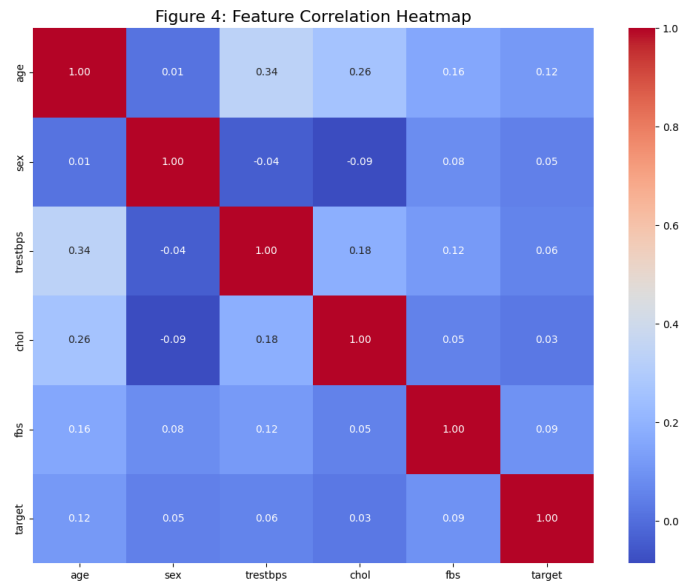 Figure 4: Feature Correlation Heatmap
age 1.00 0.01 0.34 0.26 0.16 0.12
sex 0.01 1.00 -0.04 -0.09 0.08 0.05
trestbps 0.34 -0.04 1.00 0.18 0.12 0.06
chol 0.26 -0.09 0.18 1.00 0.05 0.03
fbs 0.16 0.08 0.12 0.05 1.00 0.09
target 0.12 0.05 0.06 0.03 0.09 1.00
age sex trestbps chol fbs target
1.0
0.8
0.6
0.4
0.2
0.0